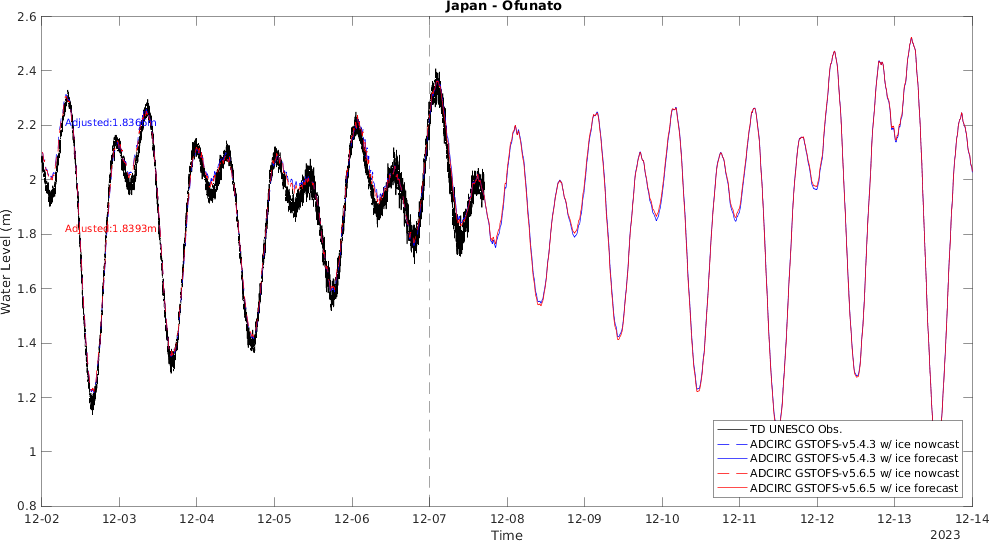 Japan - Ofunato
2.6
2.4
2.2
2
1.8
1.6
1.4
1.2
1
0.8
Water Level (m)
Adjusted:1.8366m
Adjusted:1.8393m
TD UNESCO Obs.
ADCIRC GSTOFS-v5.4.3 w/ ice nowcast
ADCIRC GSTOFS-v5.4.3 w/ ice forecast
ADCIRC GSTOFS-v5.6.5 w/ ice nowcast
ADCIRC GSTOFS-v5.6.5 w/ ice forecast
12-02 12-03 12-04 12-05 12-06 12-07 12-08 12-09 12-10 12-11 12-12 12-13 12-14
Time
2023